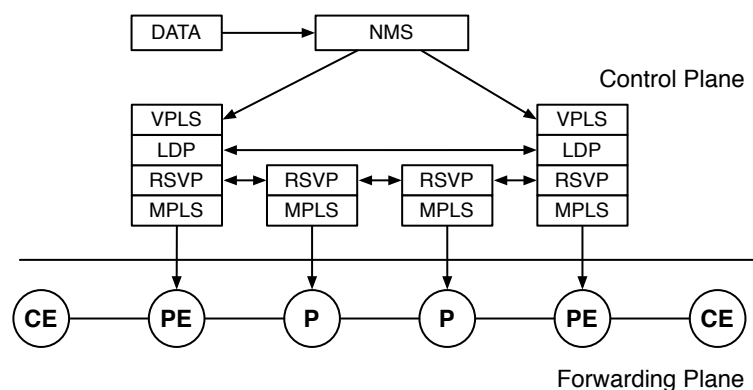 DATA
NMS
Control Plane
VPLS
VPLS
LDP
LDP
RSVP
RSVP
RSVP
RSVP
MPLS
MPLS
MPLS
MPLS
CE
PE
P
P
PE
CE
Forwarding Plane